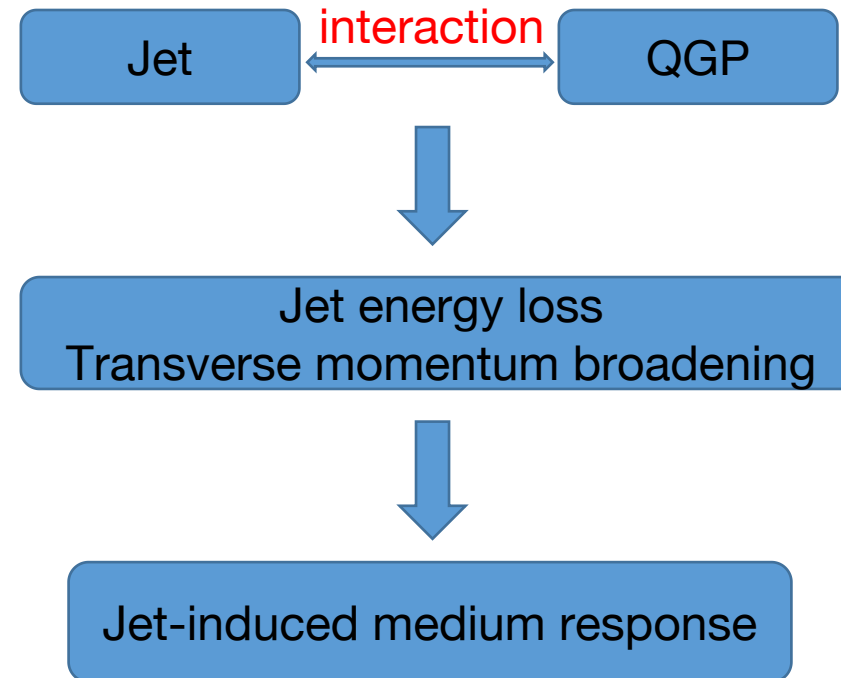 interaction
Jet
QGP
Jet energy loss
Transverse momentum broadening
Jet-induced medium response